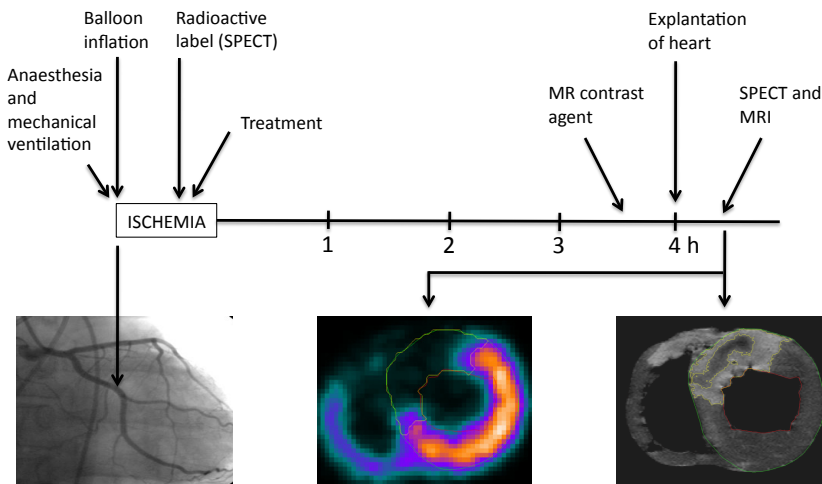 Balloon
inflation
Radioactive
label (SPECT)
Explantation
of heart
Anaesthesia
and
mechanical
ventilation
Treatment
MR contrast
agent
SPECT and
MRI
ISCHEMIA
1
2
3
4 h